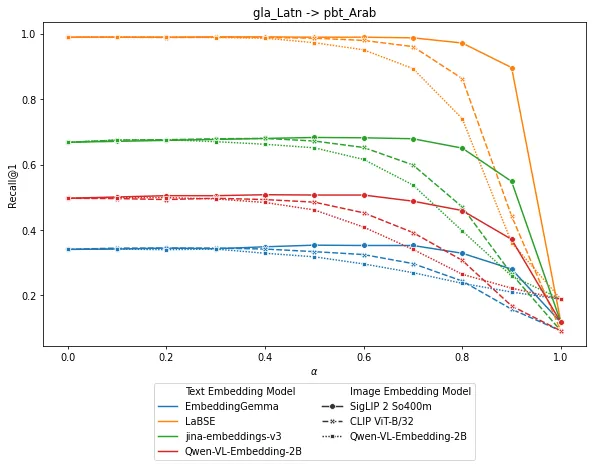 gla_Latn -> pbt_Arab
1.0
0.8
0.6
0.4
0.2
Recall@1
0.0 0.2 0.4 0.6 0.8 1.0
α
Text Embedding Model Image Embedding Model
EmbeddingGemma SigLIP 2 So400m
LaBSE CLIP ViT-B/32
jina-embeddings-v3 Qwen-VL-Embedding-2B
Qwen-VL-Embedding-2B